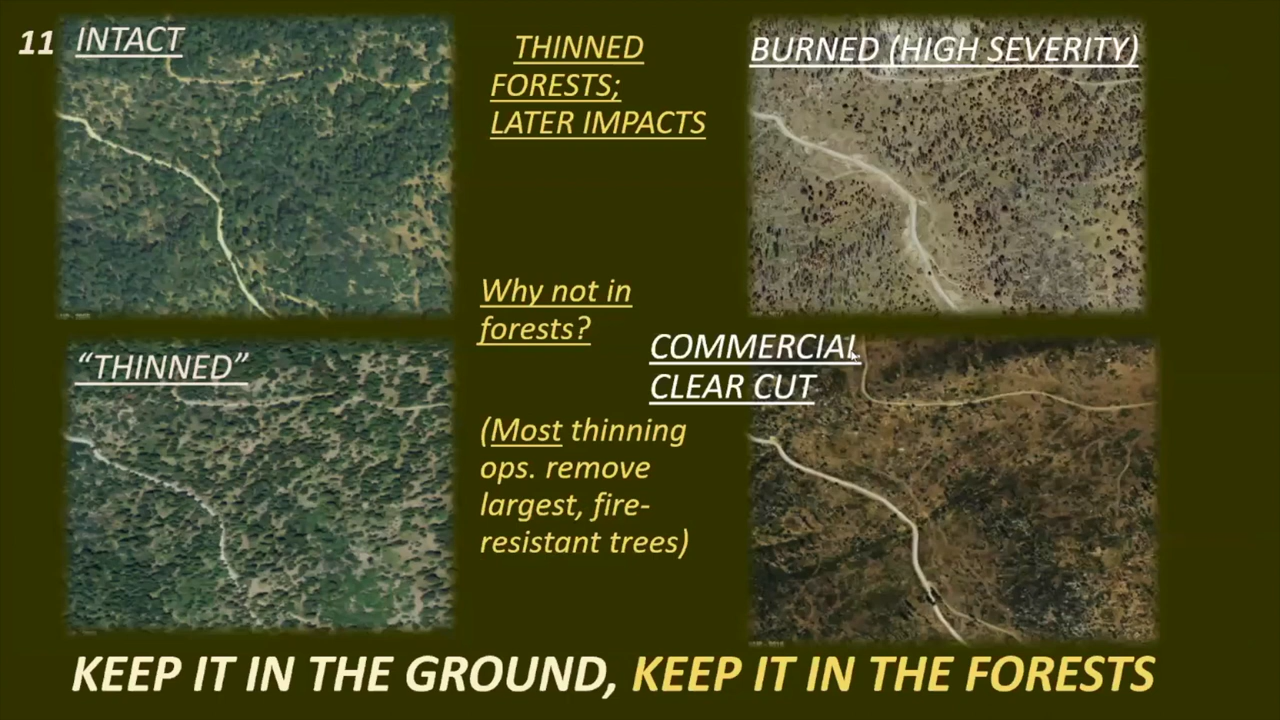 11 INTACT
THINNED
FORESTS;
LATER IMPACTS
BURNED (HIGH SEVERITY)
Why not in
forests?
"THINNED"
COMMERCIAL
CLEAR CUT
(Most thinning
ops. remove
largest, fire-
resistant trees)
KEEP IT IN THE GROUND, KEEP IT IN THE FORESTS